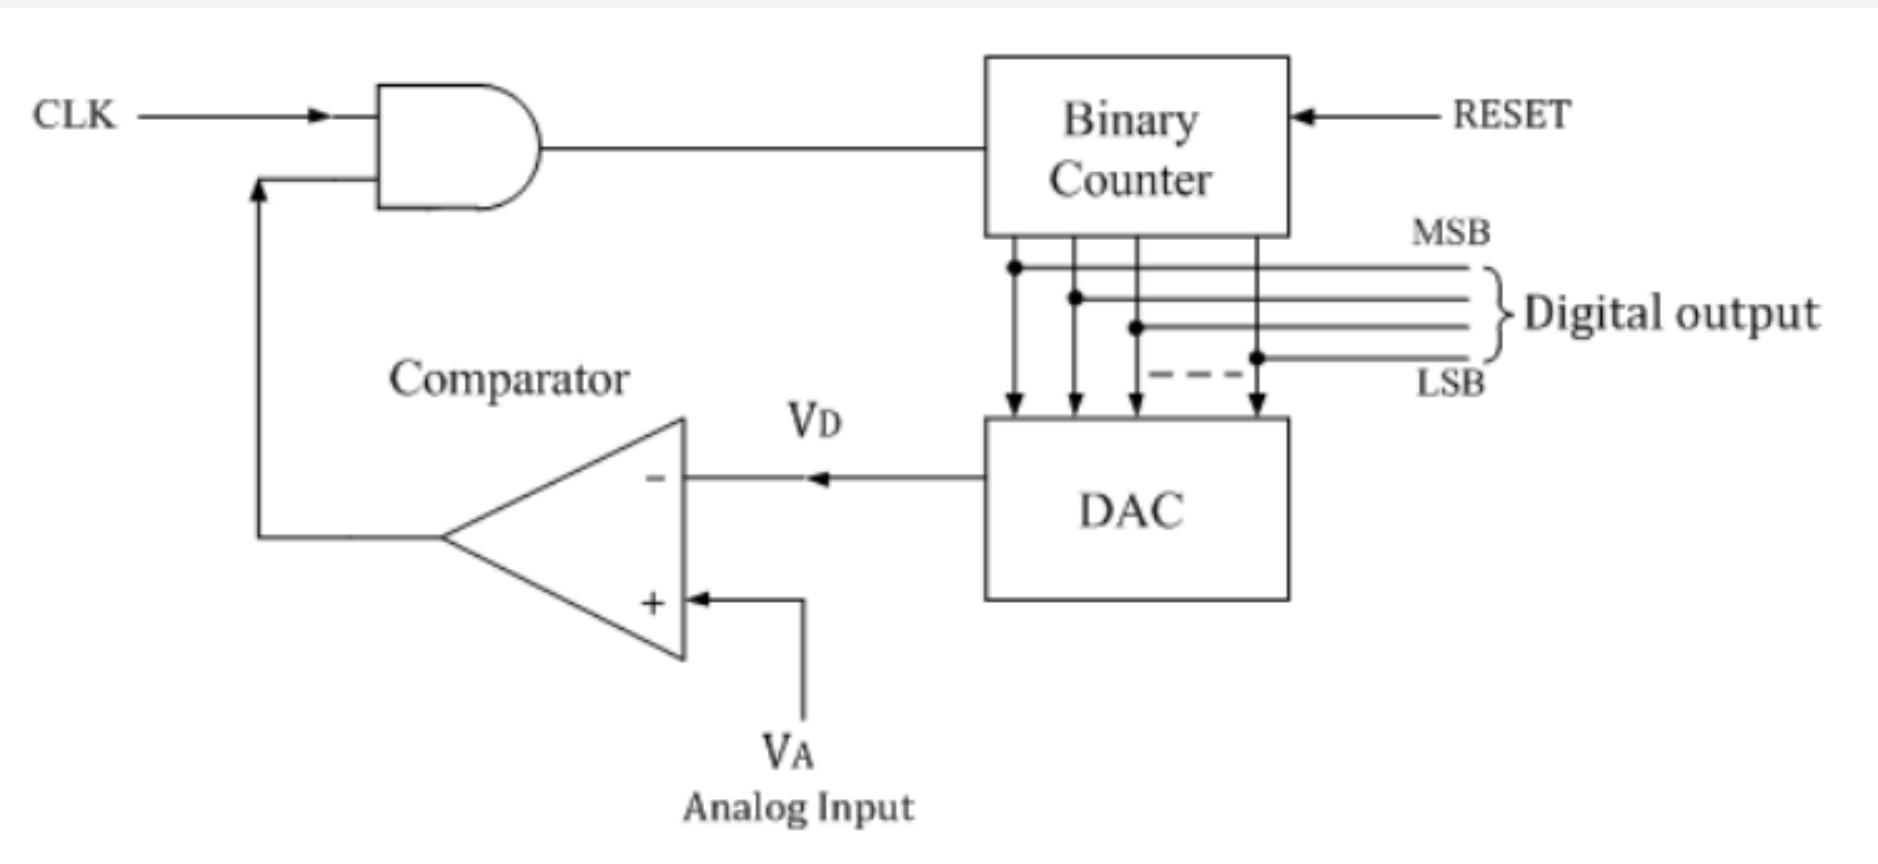 CLK
Binary
Counter
RESET
MSB
Digital output
LSB
Comparator
VD
−
DAC
+
VA
Analog Input